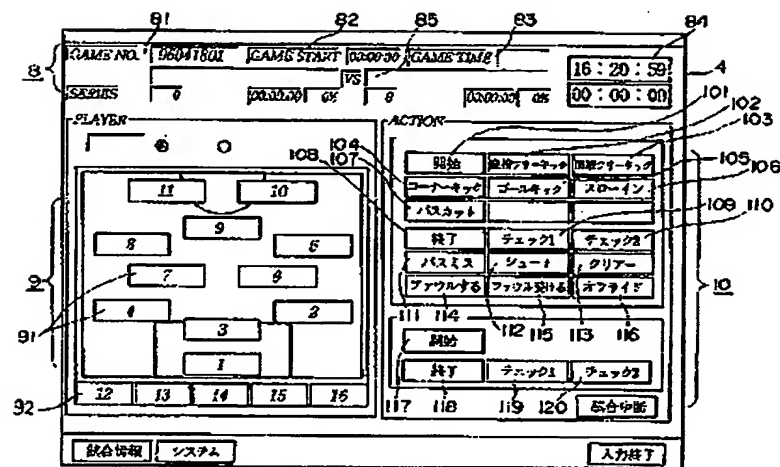 81 82 85 83 84
GAME NO. 96041801 GAME START 00:00:00 GAME TIME
16:20:59
VS
8
4
SERIES 0 00:00:00 0% 0 00:00:00 0%
00:00:00
101
102
103
PLAYER
ACTION
104
107
108
105
106
開始 直接フリーキック 間接フリーキック
コーナーキック ゴールキック スローイン
パスカット
109
110
終了 チェック1 チェック2
パスミス シュート クリアー
ファウルする ファウル受ける オフサイド
111 114 112 115 113 116
11 10
9
8 5
7 6
4 2
3
1
9
91
10
開始
終了 チェック1 チェック2
117 118 119 120
試合中断
92
12 13 14 15 16
試合情報 システム 入力終了